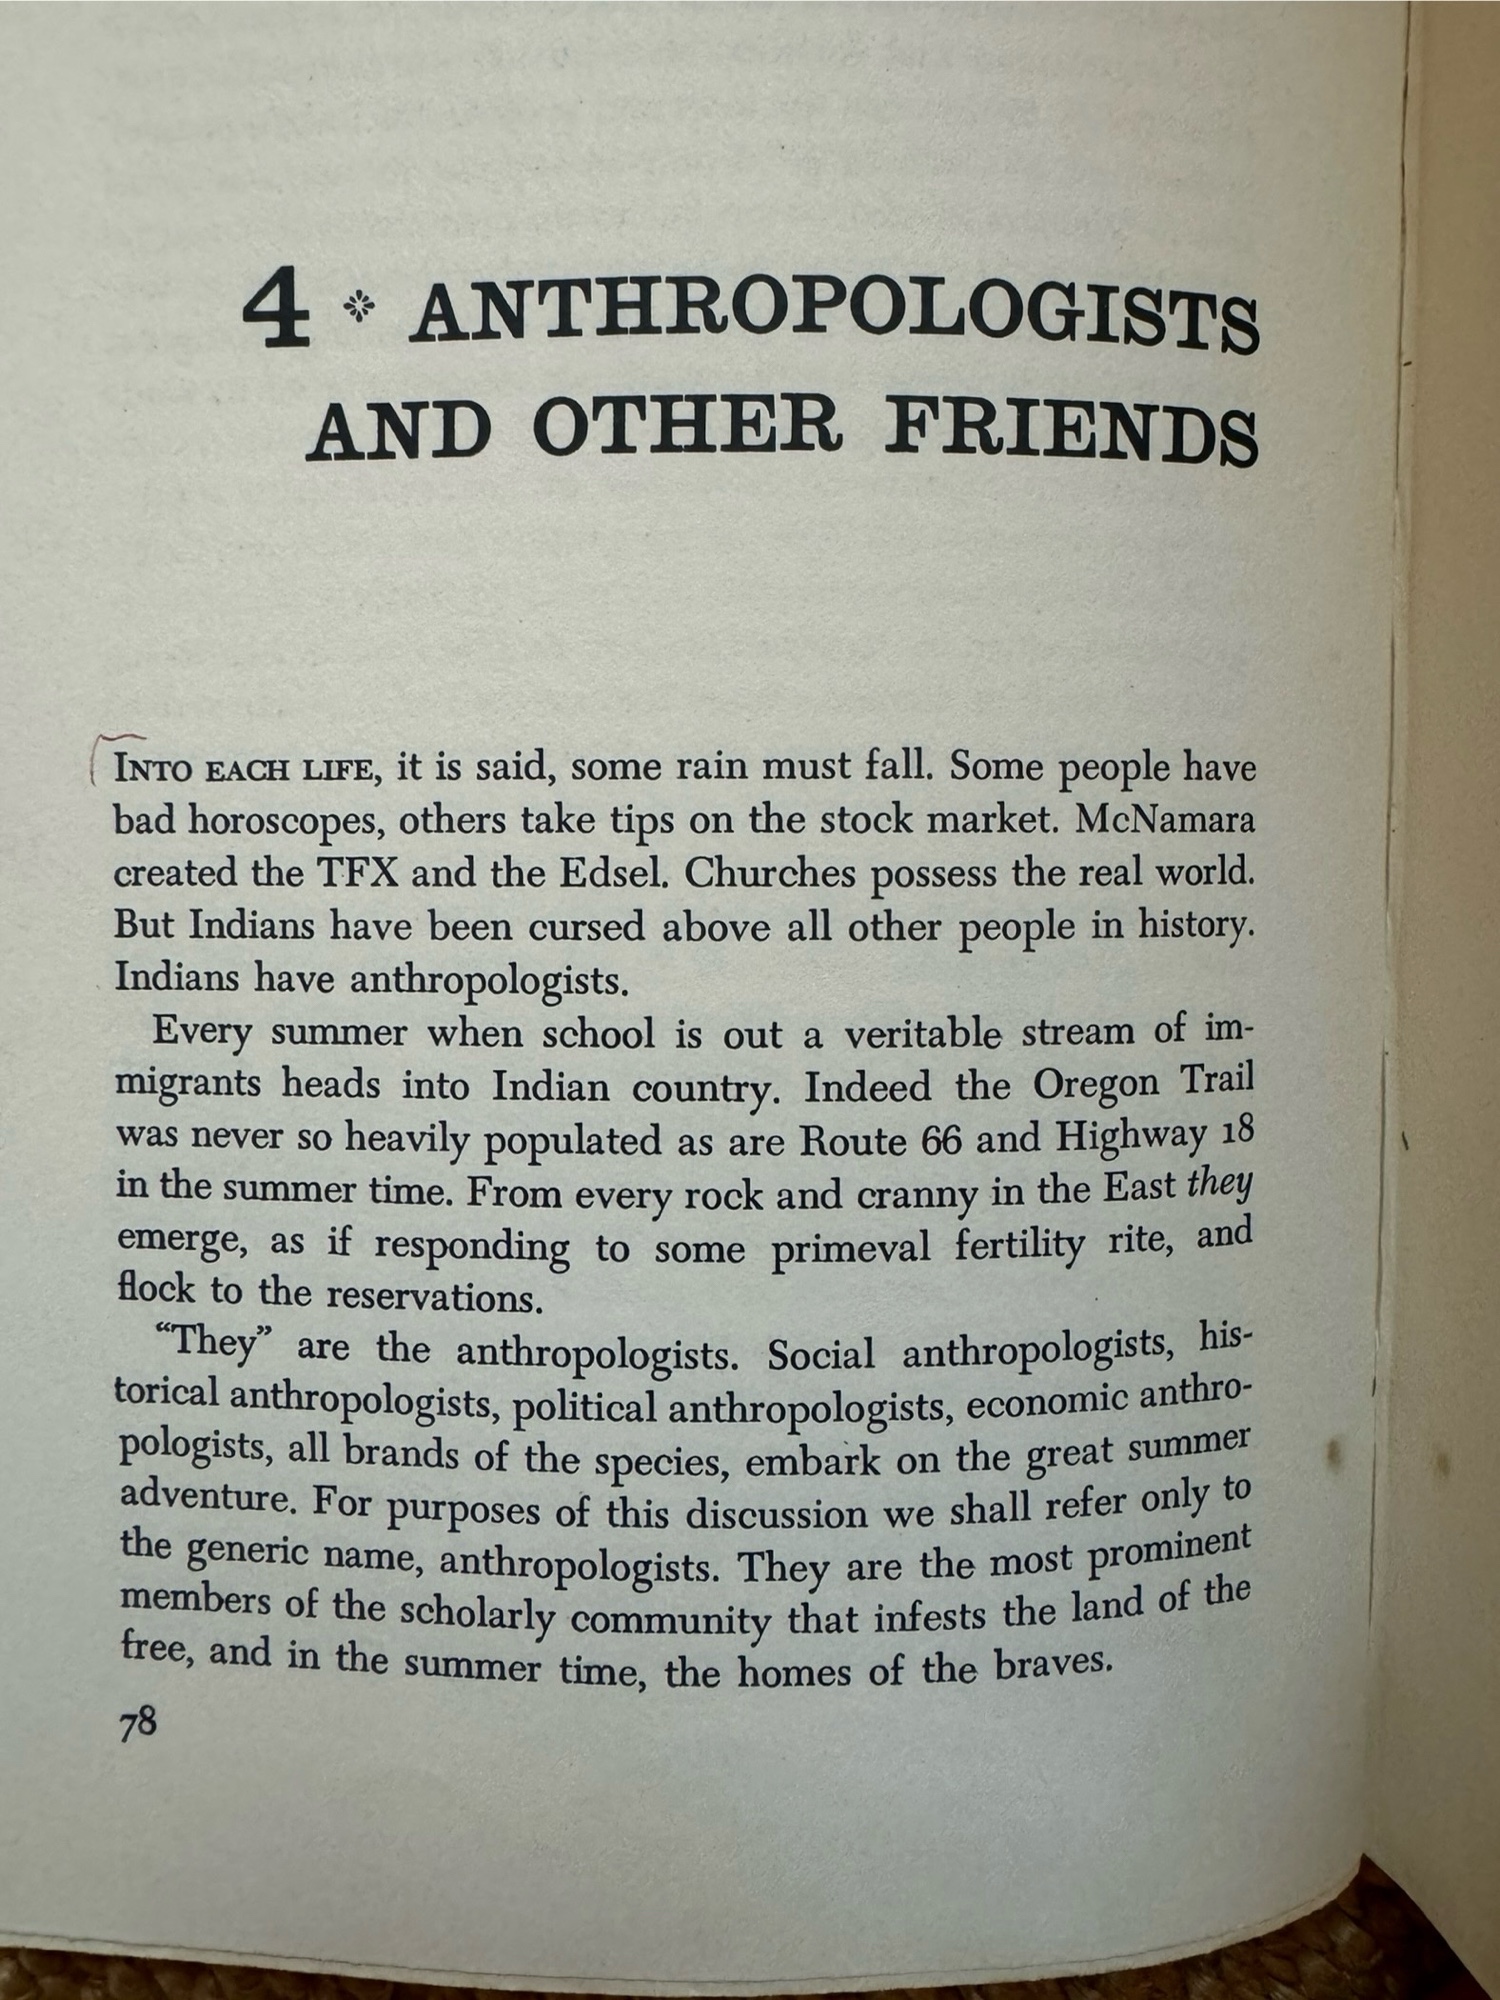 4 * ANTHROPOLOGISTS
AND OTHER FRIENDS
INTO EACH LIFE, it is said, some rain must fall. Some people have
bad horoscopes, others take tips on the stock market. McNamara
created the TFX and the Edsel. Churches possess the real world.
But Indians have been cursed above all other people in history.
Indians have anthropologists.
Every summer when school is out a veritable stream of im-
migrants heads into Indian country. Indeed the Oregon Trail
was never so heavily populated as are Route 66 and Highway 18
in the summer time. From every rock and cranny in the East they
emerge, as if responding to some primeval fertility rite, and
flock to the reservations.
“They” are the anthropologists. Social anthropologists, his-
torical anthropologists, political anthropologists, economic anthro-
pologists, all brands of the species, embark on the great summer
adventure. For purposes of this discussion we shall refer only to
the generic name, anthropologists. They are the most prominent
members of the scholarly community that infests the land of the
free, and in the summer time, the homes of the braves.
78